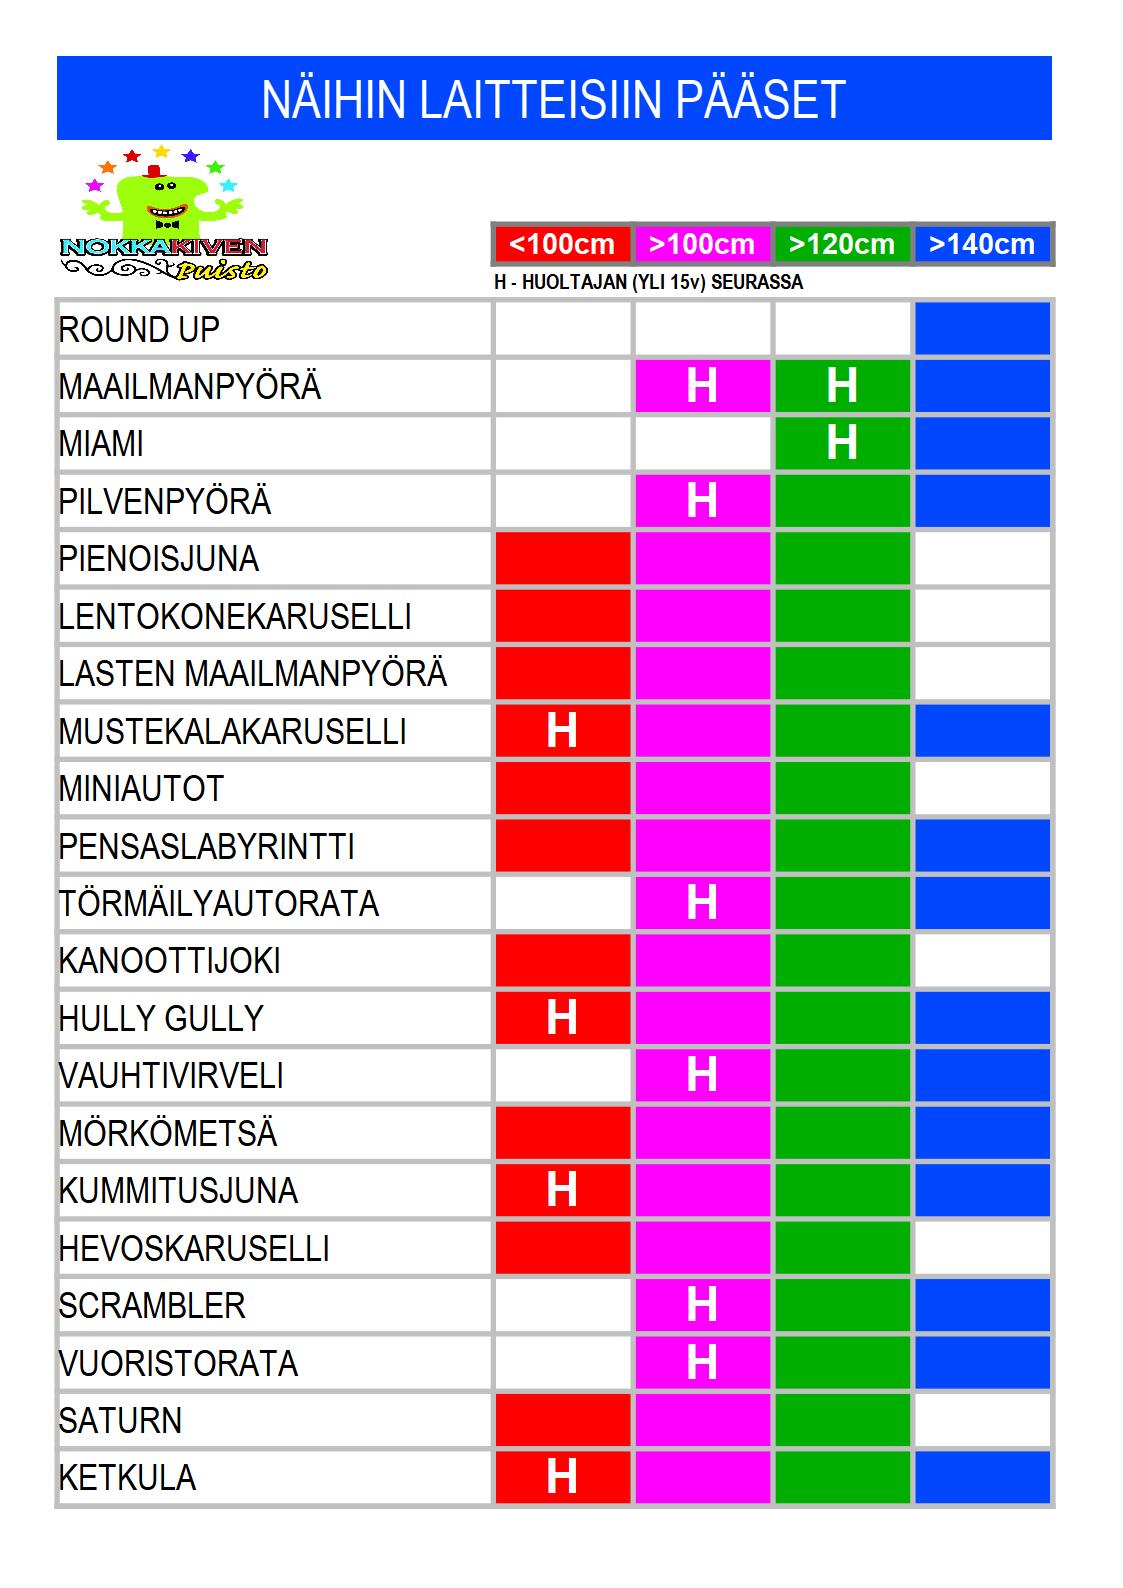 NÄIHIN LAITTEISIIN PÄÄSET
NOKKAKIVEN
Puisto
<100cm >100cm >120cm >140cm
H - HUOLTAJAN (YLI 15v) SEURASSA
ROUND UP
MAAILMANPYÖRÄ H H
MIAMI H
PILVENPYÖRÄ H
PIENOISJUNA
LENTOKONEKARUSELLI
LASTEN MAAILMANPYÖRÄ
MUSTEKALAKARUSELLI H
MINIAUTOT
PENSASLABYRINTTI
TÖRMÄILYAUTORATA H
KANOOTTIJOKI
HULLY GULLY H
VAUHTIVIRVELI H
MÖRKÖMETSÄ
KUMMITUSJUNA H
HEVOSKARUSELLI
SCRAMBLER H
VUORISTORATA H
SATURN
KETKULA H